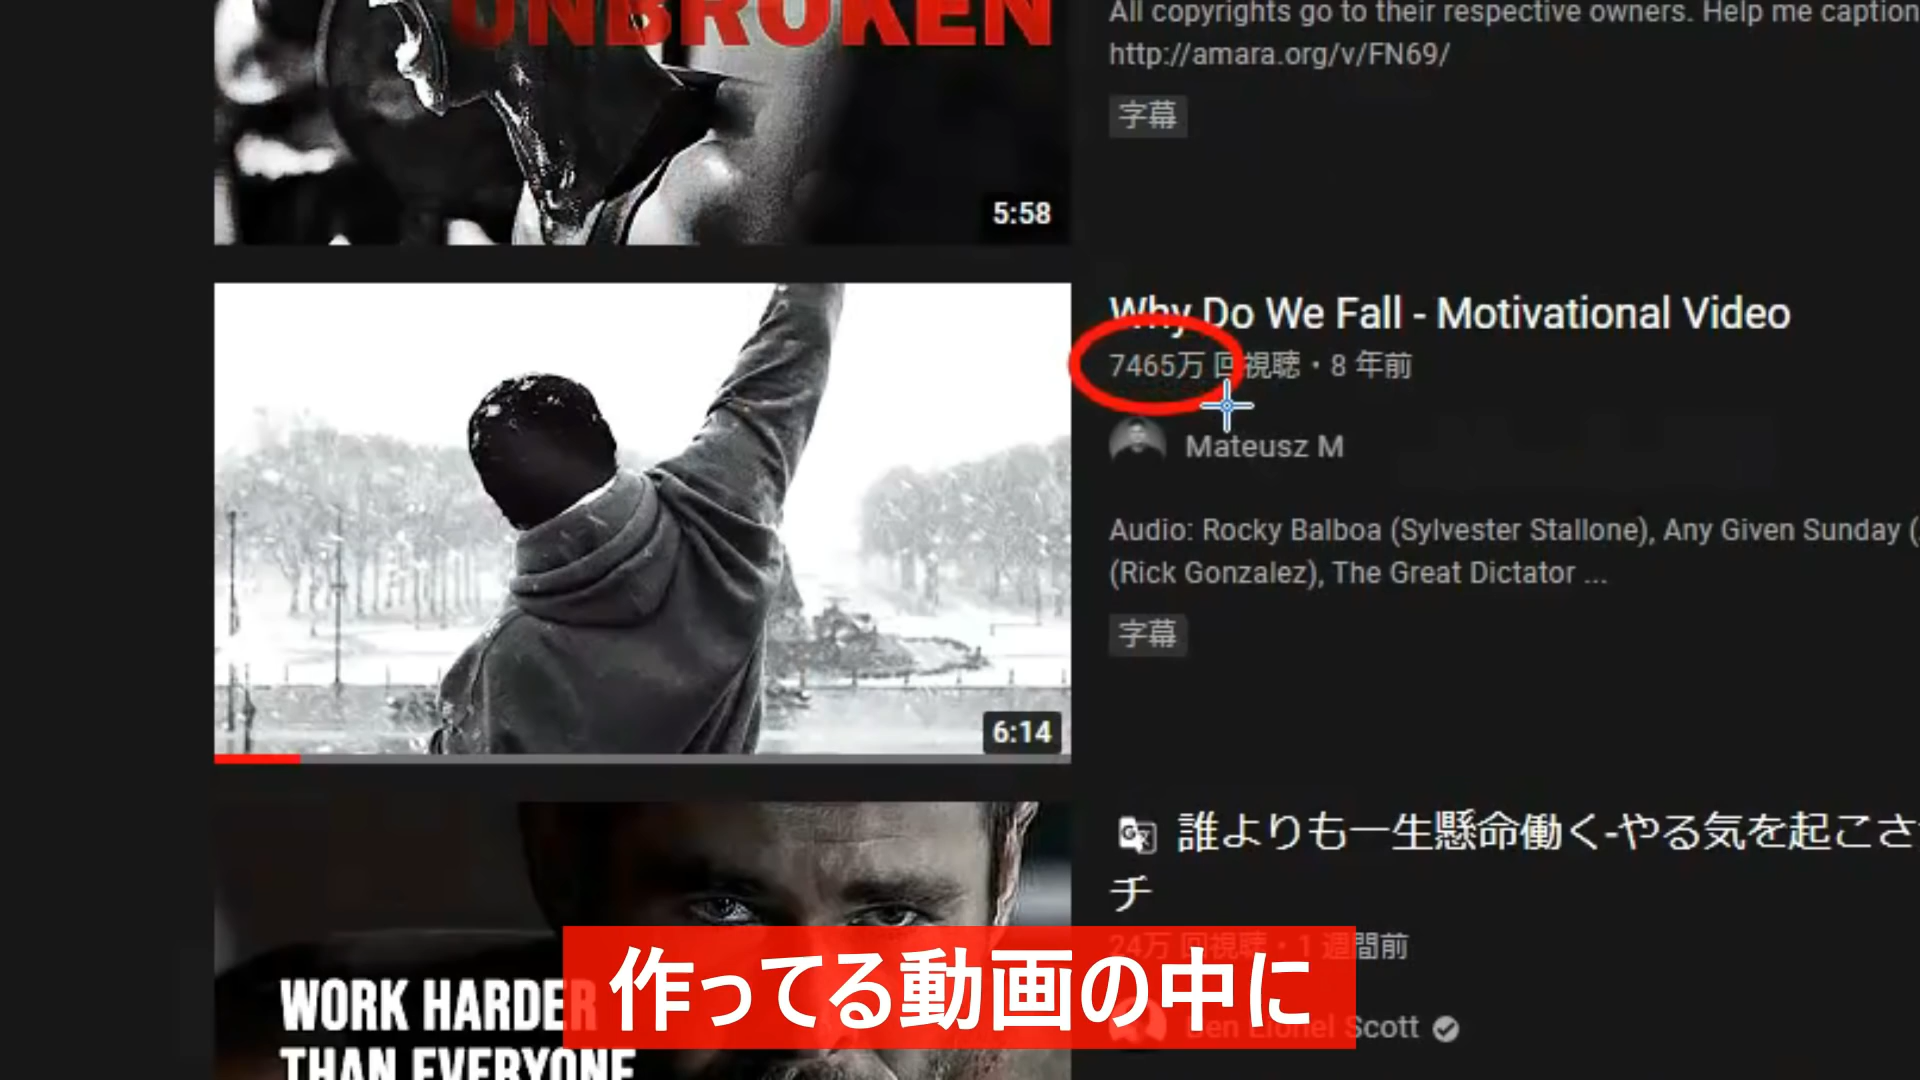 UNBROKEN
All copyrights go to their respective owners. Help me caption
http://amara.org/v/FN69/
字幕
5:58
Why Do We Fall - Motivational Video
7465万 回視聴・8 年前
Mateusz M
Audio: Rocky Balboa (Sylvester Stallone), Any Given Sunday (
(Rick Gonzalez), The Great Dictator ...
字幕
6:14
誰よりも一生懸命働く-やる気を起こさ
チ
24万 回視聴・1 週間前
Ben Lionel Scott
WORK HARDER
THAN EVERYONE
作ってる動画の中に